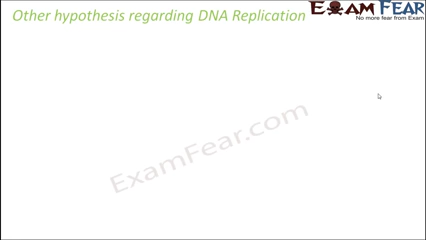 Other hypothesis regarding DNA Replication
EXAM FEAR
No more fear from Exam
ExamFear.com